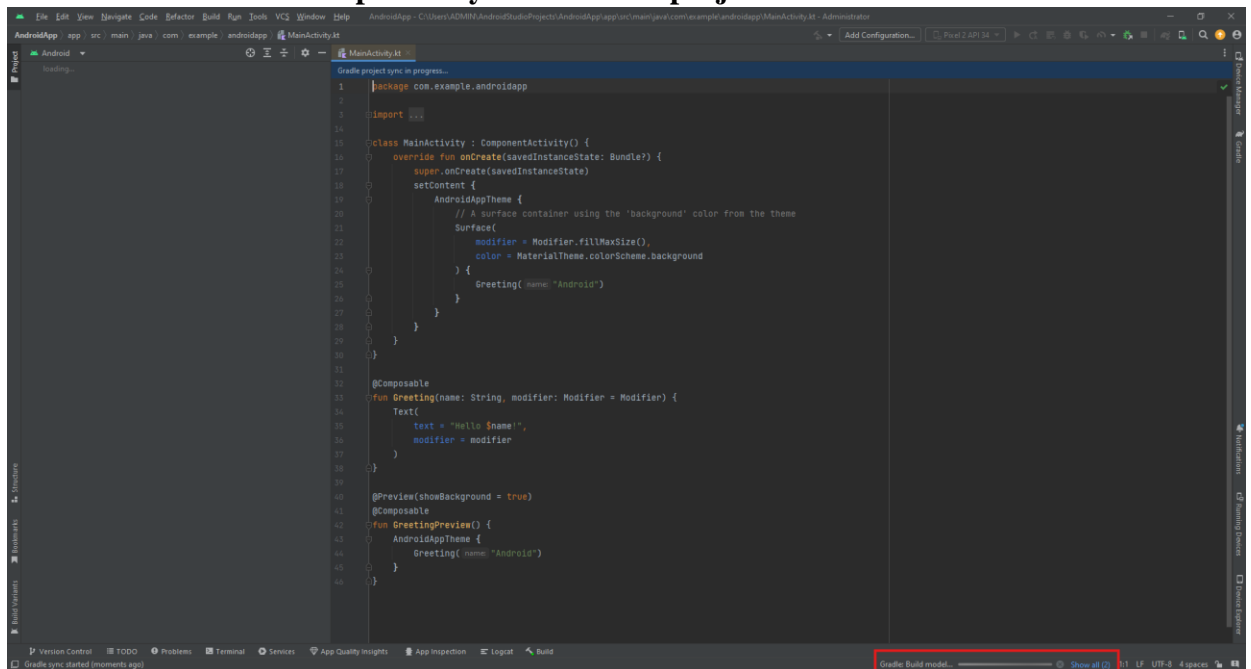 File Edit View Navigate Code Refactor Build Run Tools VCS Window Help AndroidApp - C:\Users\ADMIN\AndroidStudioProjects\AndroidApp\app\src\main\java\com\example\androidapp\MainActivity.kt - Administrator
AndroidApp app src main java com example androidapp MainActivity.kt Add Configuration... Pixel 2 API 34
Project Android MainActivity.kt
loading...
Gradle project sync in progress...
1 package com.example.androidapp
2
3 import ...
14
15 class MainActivity : ComponentActivity() {
16 override fun onCreate(savedInstanceState: Bundle?) {
17 super.onCreate(savedInstanceState)
18 setContent {
19 AndroidAppTheme {
20 // A surface container using the 'background' color from the theme
21 Surface(
22 modifier = Modifier.fillMaxSize(),
23 color = MaterialTheme.colorScheme.background
24 ) {
25 Greeting( name: "Android")
26 }
27 }
28 }
29 }
30 }
31
32 @Composable
33 fun Greeting(name: String, modifier: Modifier = Modifier) {
34 Text(
35 text = "Hello $name!",
36 modifier = modifier
37 )
38 }
39
40 @Preview(showBackground = true)
41 @Composable
42 fun GreetingPreview() {
43 AndroidAppTheme {
44 Greeting( name: "Android")
45 }
46 }
Structure
Bookmarks
Build Variants
Device Manager
Gradle
Notifications
Running Devices
Device Explorer
Version Control TODO Problems Terminal Services App Quality Insights App Inspection Logcat Build
Gradle sync started (moments ago) Gradle: Build model... Show all (2) 1:1 LF UTF-8 4 spaces